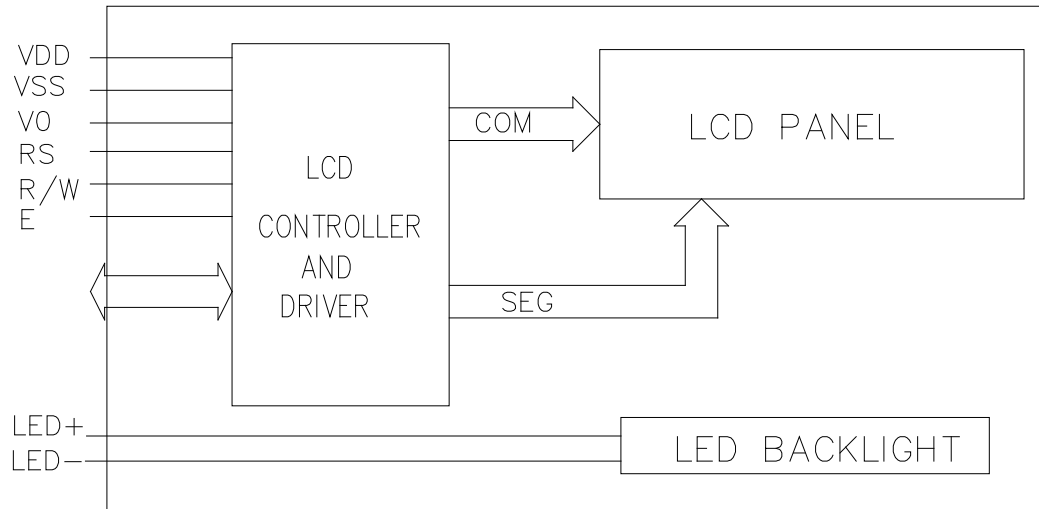 VDD
VSS
V0
RS
R/W
E
LCD
CONTROLLER
AND
DRIVER
COM
SEG
LCD PANEL
LED+
LED-
LED BACKLIGHT